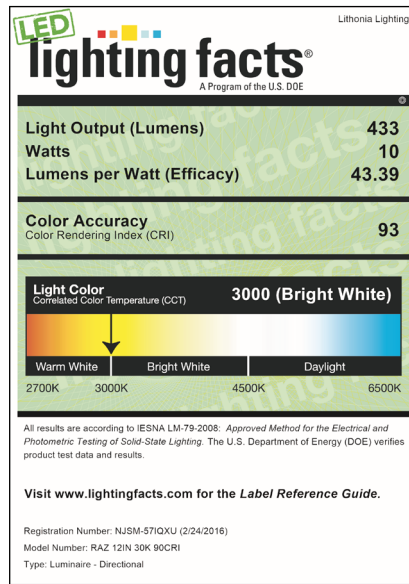 Lithonia Lighting
LED
lighting facts®
A Program of the U.S. DOE
Light Output (Lumens) 433
Watts 10
Lumens per Watt (Efficacy) 43.39
Color Accuracy 93
Color Rendering Index (CRI)
Light Color 3000 (Bright White)
Correlated Color Temperature (CCT)
Warm White Bright White Daylight
2700K 3000K 4500K 6500K
All results are according to IESNA LM-79-2008: Approved Method for the Electrical and
Photometric Testing of Solid-State Lighting. The U.S. Department of Energy (DOE) verifies
product test data and results.
Visit www.lightingfacts.com for the Label Reference Guide.
Registration Number: NJSM-57IQXU (2/24/2016)
Model Number: RAZ 12IN 30K 90CRI
Type: Luminaire - Directional